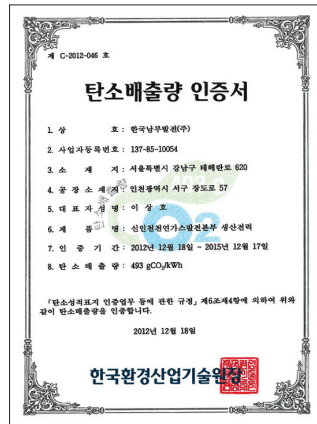 제 C-2012-046 호
탄소배출량 인증서
1. 상 호 : 한국남부발전(주)
2. 사업자등록번호 : 137-85-10054
3. 소 재 지 : 서울특별시 강남구 테헤란로 620
4. 공 장 소 재 지 : 인천광역시 서구 장도로 57
5. 대 표 자 성 명 : 이 상 호
6. 제 품 명 : 신인천천연가스발전본부 생산전력
7. 인 증 기 간 : 2012년 12월 18일 ~ 2015년 12월 17일
8. 탄 소 배 출 량 : 493 gCO₂/kWh
「탄소성적표지 인증업무 등에 관한 규정」 제6조제4항에 의하여 위와
같이 탄소배출량을 인증합니다.
2012년 12월 18일
한국환경산업기술원장